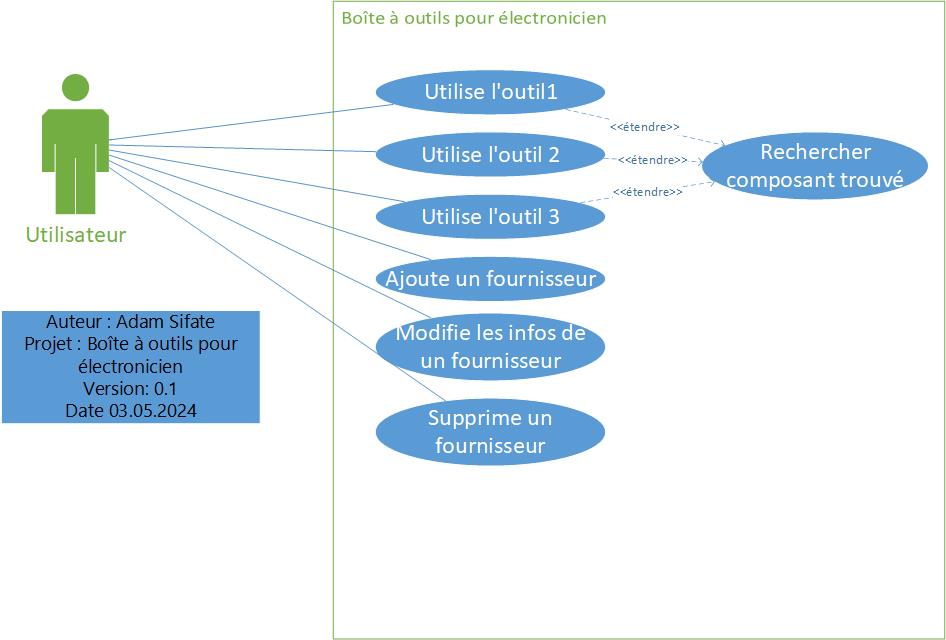 Boîte à outils pour électronicien
Utilise l'outil1
<<étendre>>
Utilise l'outil 2
<<étendre>>
Rechercher
composant trouvé
Utilise l'outil 3
<<étendre>>
Utilisateur
Ajoute un fournisseur
Modifie les infos de
un fournisseur
Supprime un
fournisseur
Auteur : Adam Sifate
Projet : Boîte à outils pour
électronicien
Version: 0.1
Date 03.05.2024